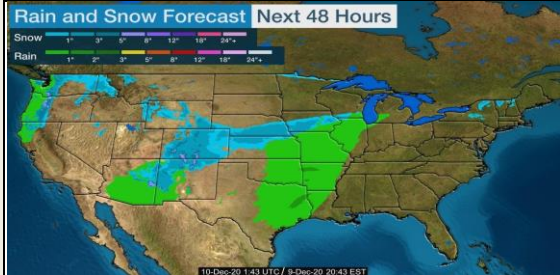 Rain and Snow Forecast Next 48 Hours
Snow 1" 3" 5" 8" 12" 18" 24"+
Rain 1" 2" 3" 5" 8" 12" 18" 24"+
10-Dec-20 1:43 UTC / 9-Dec-20 20:43 EST